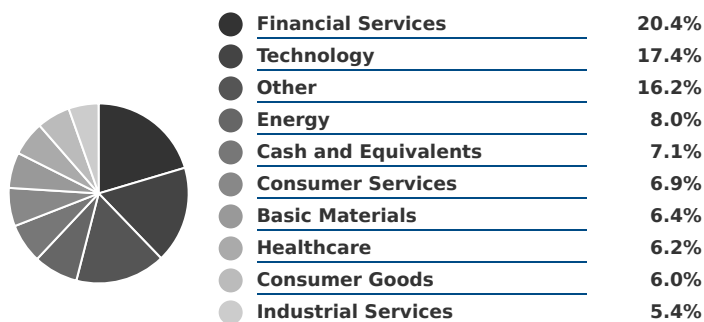 Financial Services 20.4%
Technology 17.4%
Other 16.2%
Energy 8.0%
Cash and Equivalents 7.1%
Consumer Services 6.9%
Basic Materials 6.4%
Healthcare 6.2%
Consumer Goods 6.0%
Industrial Services 5.4%